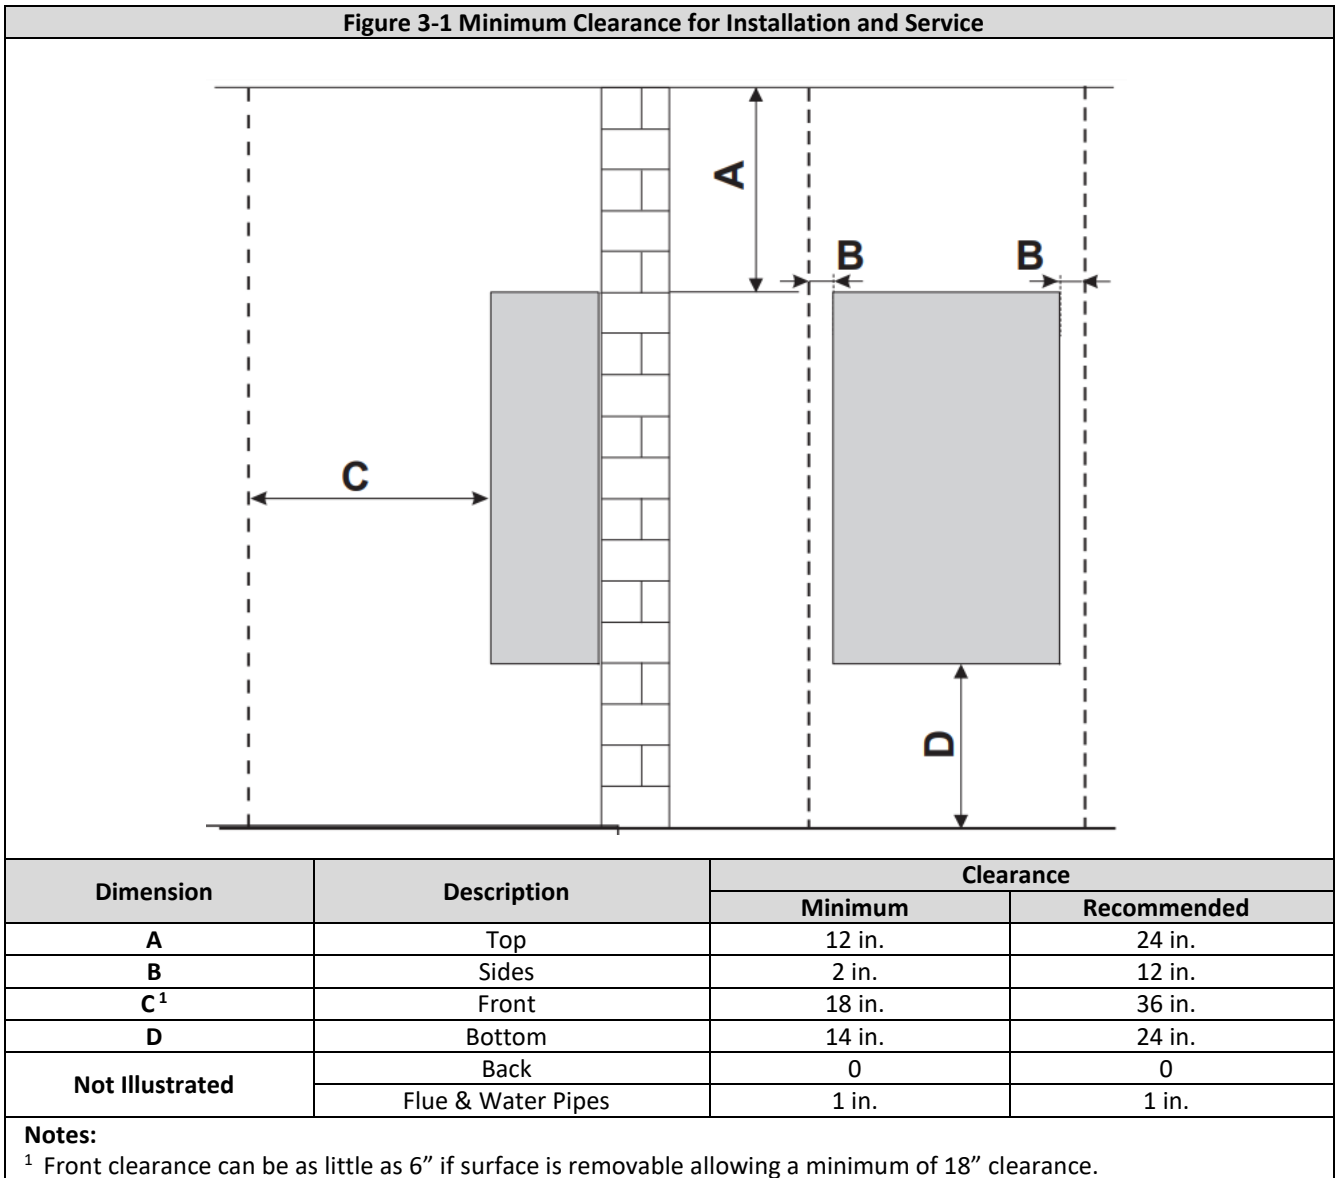 Figure 3-1 Minimum Clearance for Installation and Service
A
B
B
C
D
Dimension
Description
Clearance
Minimum
Recommended
A Top 12 in. 24 in.
B Sides 2 in. 12 in.
C ¹ Front 18 in. 36 in.
D Bottom 14 in. 24 in.
Not Illustrated
Back 0 0
Flue & Water Pipes 1 in. 1 in.
Notes:
¹ Front clearance can be as little as 6” if surface is removable allowing a minimum of 18” clearance.